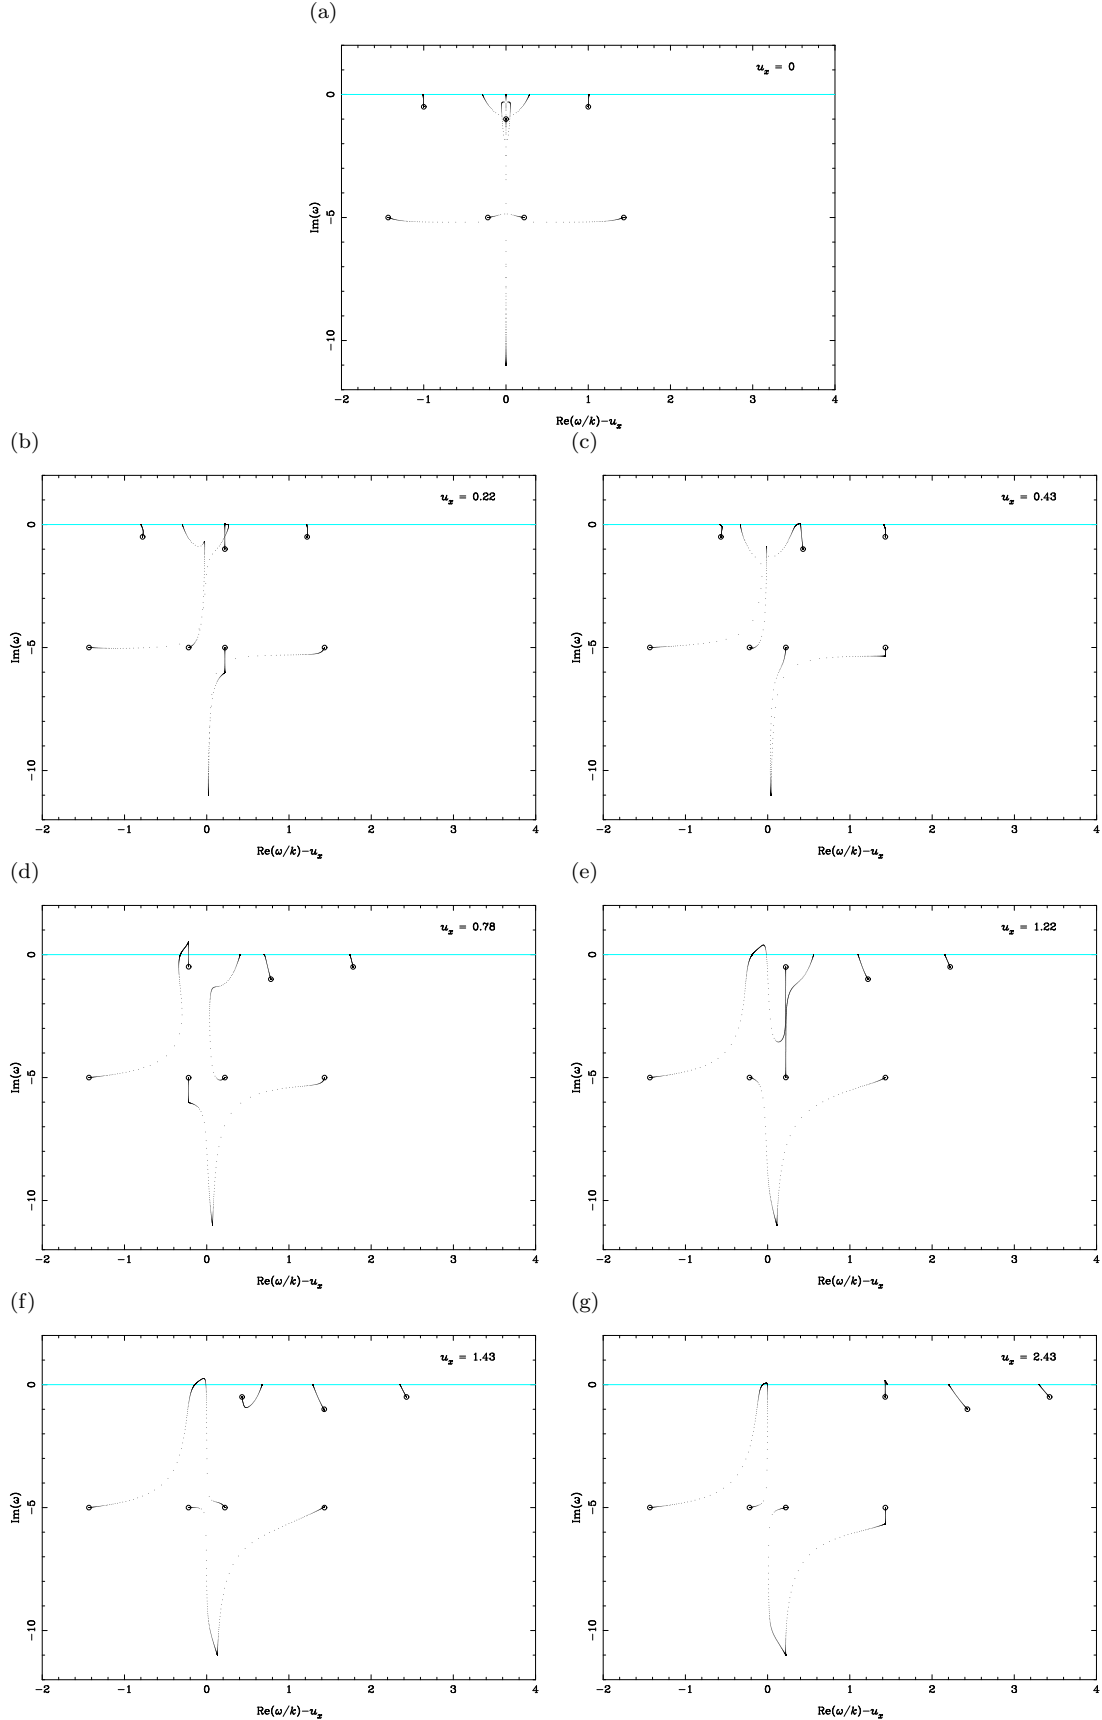 (a)
u_x = 0
Im(ω)
0
−5
−10
−2 −1 0 1 2 3 4
Re(ω/k)−u_x
(b)
u_x = 0.22
Im(ω)
0
−5
−10
−2 −1 0 1 2 3 4
Re(ω/k)−u_x
(c)
u_x = 0.43
Im(ω)
0
−5
−10
−2 −1 0 1 2 3 4
Re(ω/k)−u_x
(d)
u_x = 0.78
Im(ω)
0
−5
−10
−2 −1 0 1 2 3 4
Re(ω/k)−u_x
(e)
u_x = 1.22
Im(ω)
0
−5
−10
−2 −1 0 1 2 3 4
Re(ω/k)−u_x
(f)
u_x = 1.43
Im(ω)
0
−5
−10
−2 −1 0 1 2 3 4
Re(ω/k)−u_x
(g)
u_x = 2.43
Im(ω)
0
−5
−10
−2 −1 0 1 2 3 4
Re(ω/k)−u_x